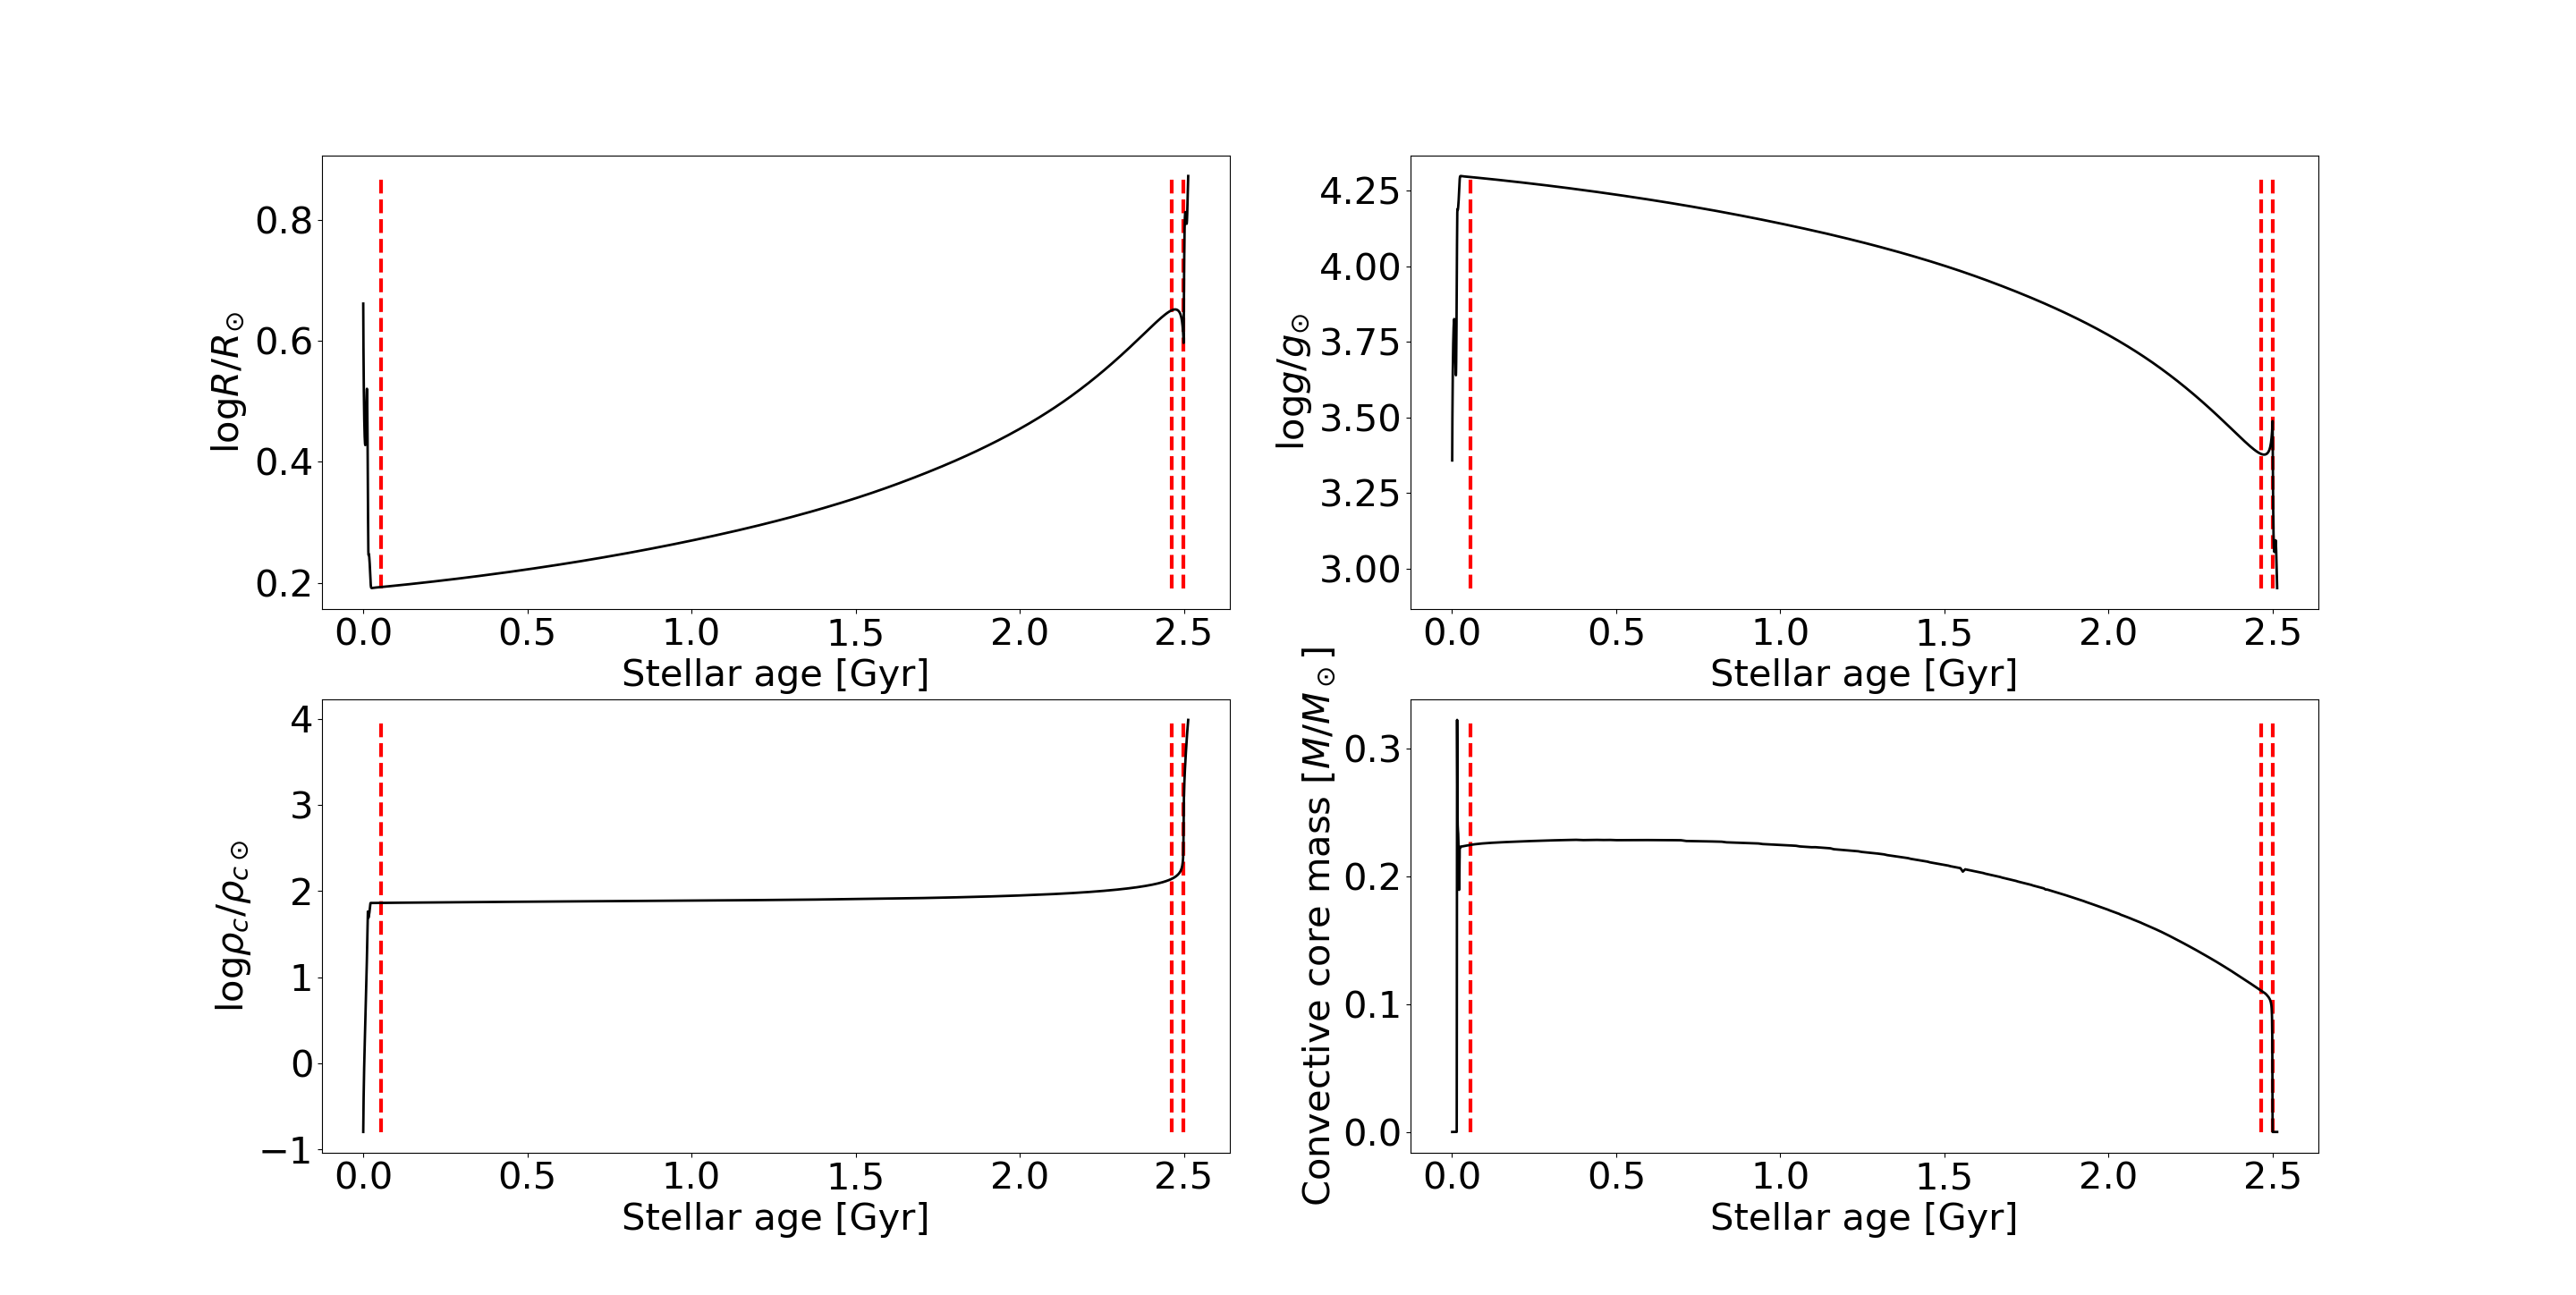 logR/R⊙
0.8
0.6
0.4
0.2
0.0 0.5 1.0 1.5 2.0 2.5
Stellar age [Gyr]
logg/g⊙
4.25
4.00
3.75
3.50
3.25
3.00
0.0 0.5 1.0 1.5 2.0 2.5
Stellar age [Gyr]
logρc/ρc⊙
4
3
2
1
0
−1
0.0 0.5 1.0 1.5 2.0 2.5
Stellar age [Gyr]
Convective core mass [M/M⊙]
0.3
0.2
0.1
0.0
0.0 0.5 1.0 1.5 2.0 2.5
Stellar age [Gyr]